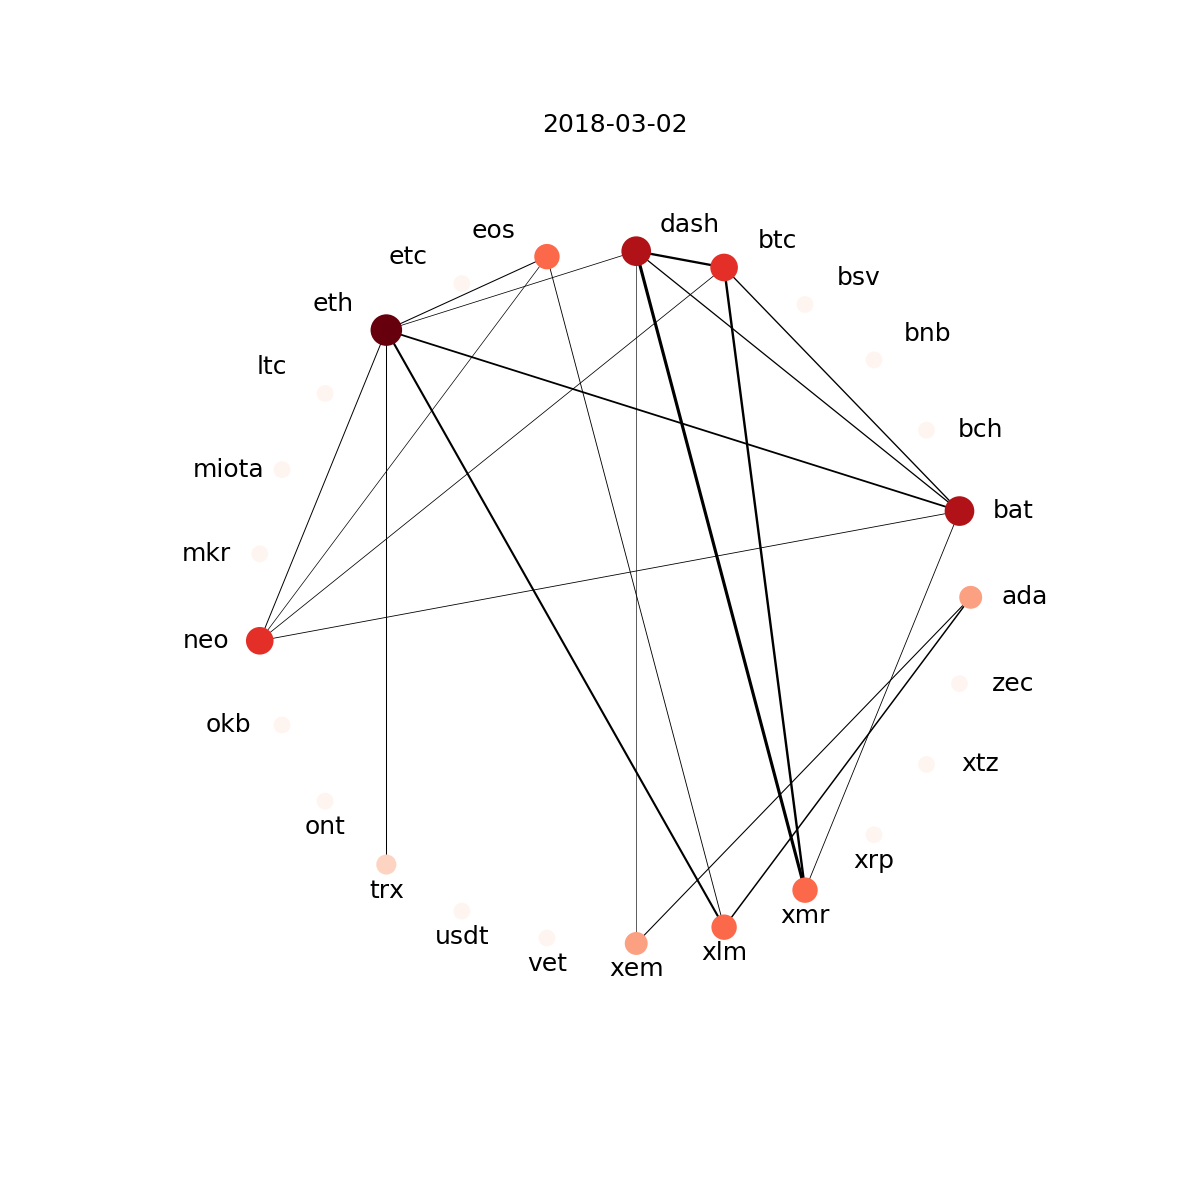 2018-03-02
dash
eos
btc
etc
bsv
eth
bnb
ltc
bch
miota
bat
mkr
ada
neo
zec
okb
xtz
ont
xrp
trx
xmr
usdt
xlm
vet
xem